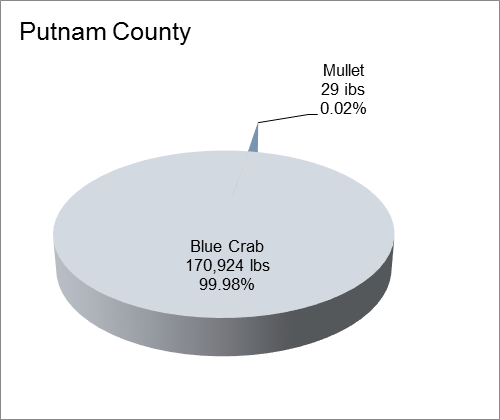 Putnam County
Mullet
29 ibs
0.02%
Blue Crab
170,924 lbs
99.98%